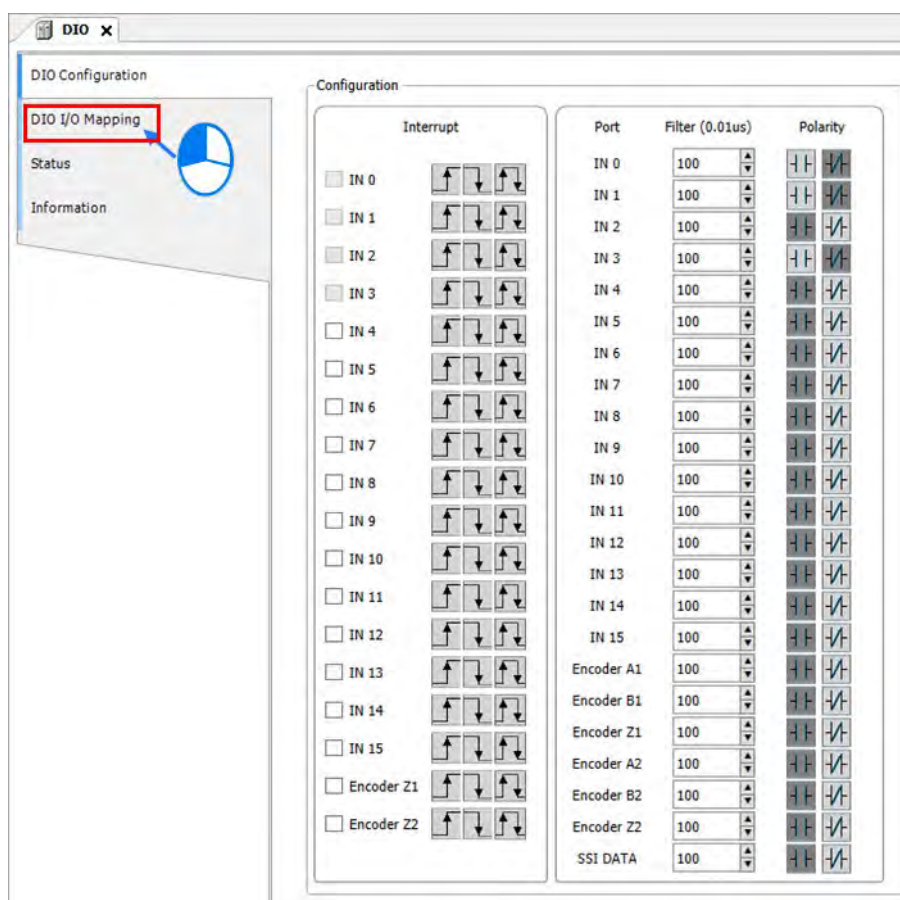 DIO
DIO Configuration
DIO I/O Mapping
Status
Information
Configuration
Interrupt
IN 0
IN 1
IN 2
IN 3
IN 4
IN 5
IN 6
IN 7
IN 8
IN 9
IN 10
IN 11
IN 12
IN 13
IN 14
IN 15
Encoder Z1
Encoder Z2
Port Filter (0.01us) Polarity
IN 0 100
IN 1 100
IN 2 100
IN 3 100
IN 4 100
IN 5 100
IN 6 100
IN 7 100
IN 8 100
IN 9 100
IN 10 100
IN 11 100
IN 12 100
IN 13 100
IN 14 100
IN 15 100
Encoder A1 100
Encoder B1 100
Encoder Z1 100
Encoder A2 100
Encoder B2 100
Encoder Z2 100
SSI DATA 100